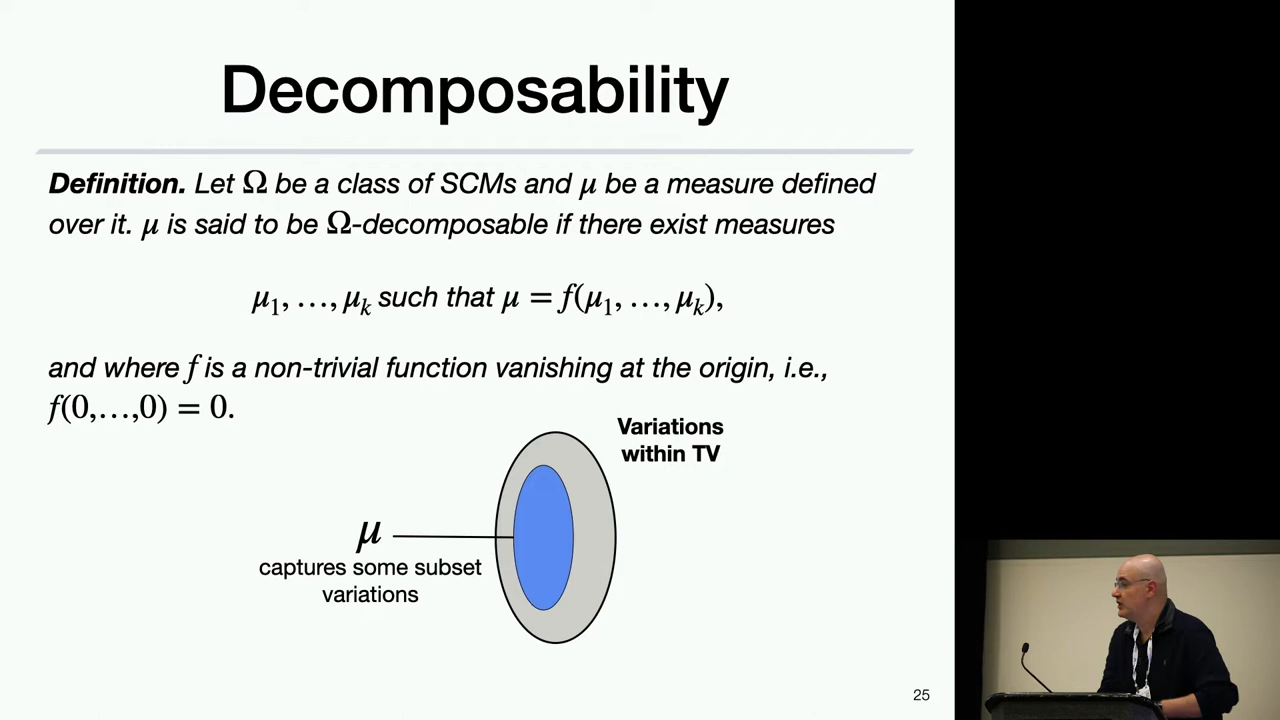 Decomposability
Definition. Let Ω be a class of SCMs and μ be a measure defined
over it. μ is said to be Ω-decomposable if there exist measures
μ₁, …, μₖ such that μ = f(μ₁, …, μₖ),
and where f is a non-trivial function vanishing at the origin, i.e.,
f(0,…,0) = 0.
Variations
within TV
μ
captures some subset
variations
25